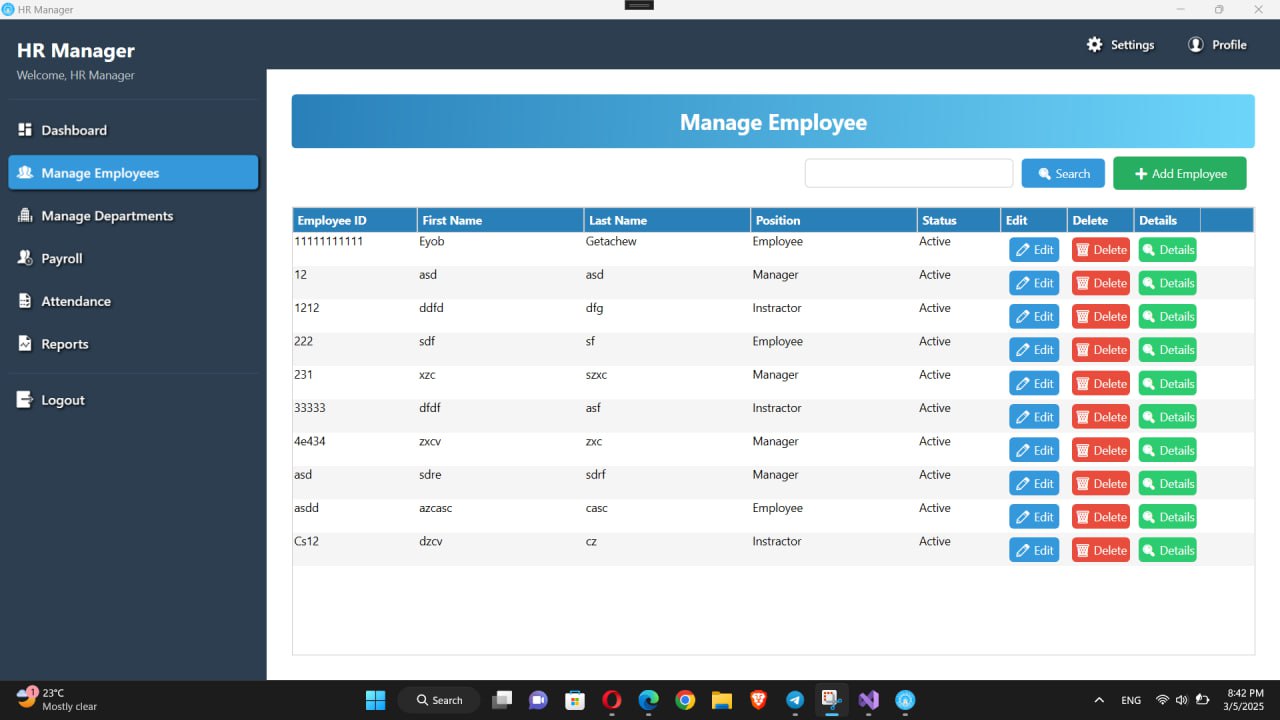 HR Manager
HR Manager
Welcome, HR Manager
Settings Profile
Dashboard
Manage Employees
Manage Departments
Payroll
Attendance
Reports
Logout
Manage Employee
Search Add Employee
Employee ID First Name Last Name Position Status Edit Delete Details
11111111111 Eyob Getachew Employee Active Edit Delete Details
12 asd asd Manager Active Edit Delete Details
1212 ddfd dfg Instructor Active Edit Delete Details
222 sdf sf Employee Active Edit Delete Details
231 xzc szxc Manager Active Edit Delete Details
33333 dfdf asf Instructor Active Edit Delete Details
4e434 zxcv zxc Manager Active Edit Delete Details
asd sdre sdrf Manager Active Edit Delete Details
asdd azcasc casc Employee Active Edit Delete Details
Cs12 dzcv cz Instructor Active Edit Delete Details
1
23°C
Mostly clear
Search
ENG
8:42 PM
3/5/2025